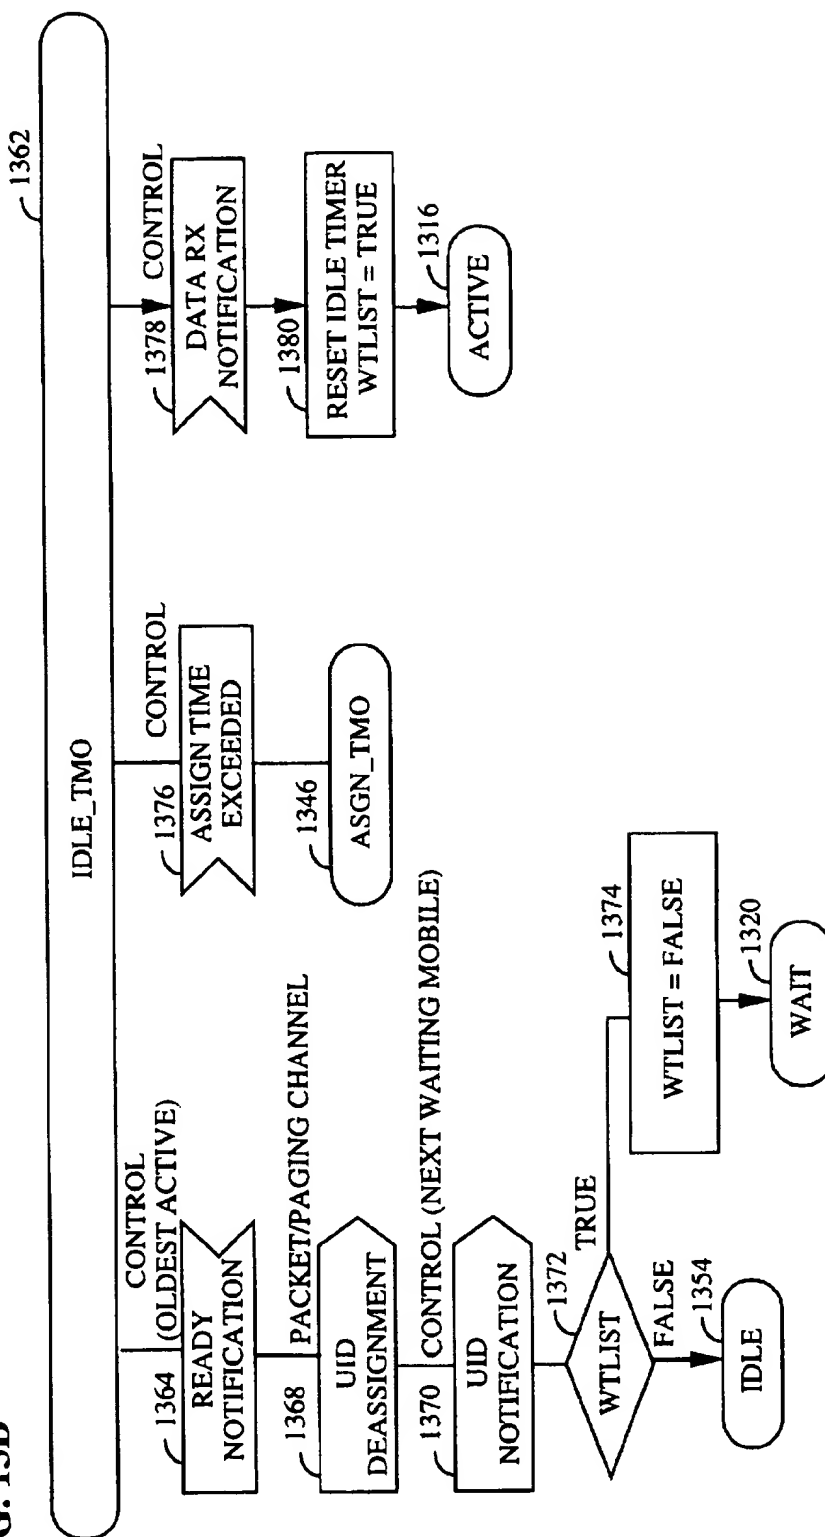 G. 13D
1362
IDLE_TMO
CONTROL
(OLDEST ACTIVE)
1364
READY
NOTIFICATION
PACKET/PAGING CHANNEL
1368
UID
DEASSIGNMENT
CONTROL (NEXT WAITING MOBILE)
1370
UID
NOTIFICATION
1372
WTLIST
TRUE
FALSE
1354
IDLE
1374
WTLIST = FALSE
1320
WAIT
CONTROL
1376
ASSIGN TIME
EXCEEDED
1346
ASGN_TMO
CONTROL
1378
DATA RX
NOTIFICATION
1380
RESET IDLE TIMER
WTLIST = TRUE
1316
ACTIVE